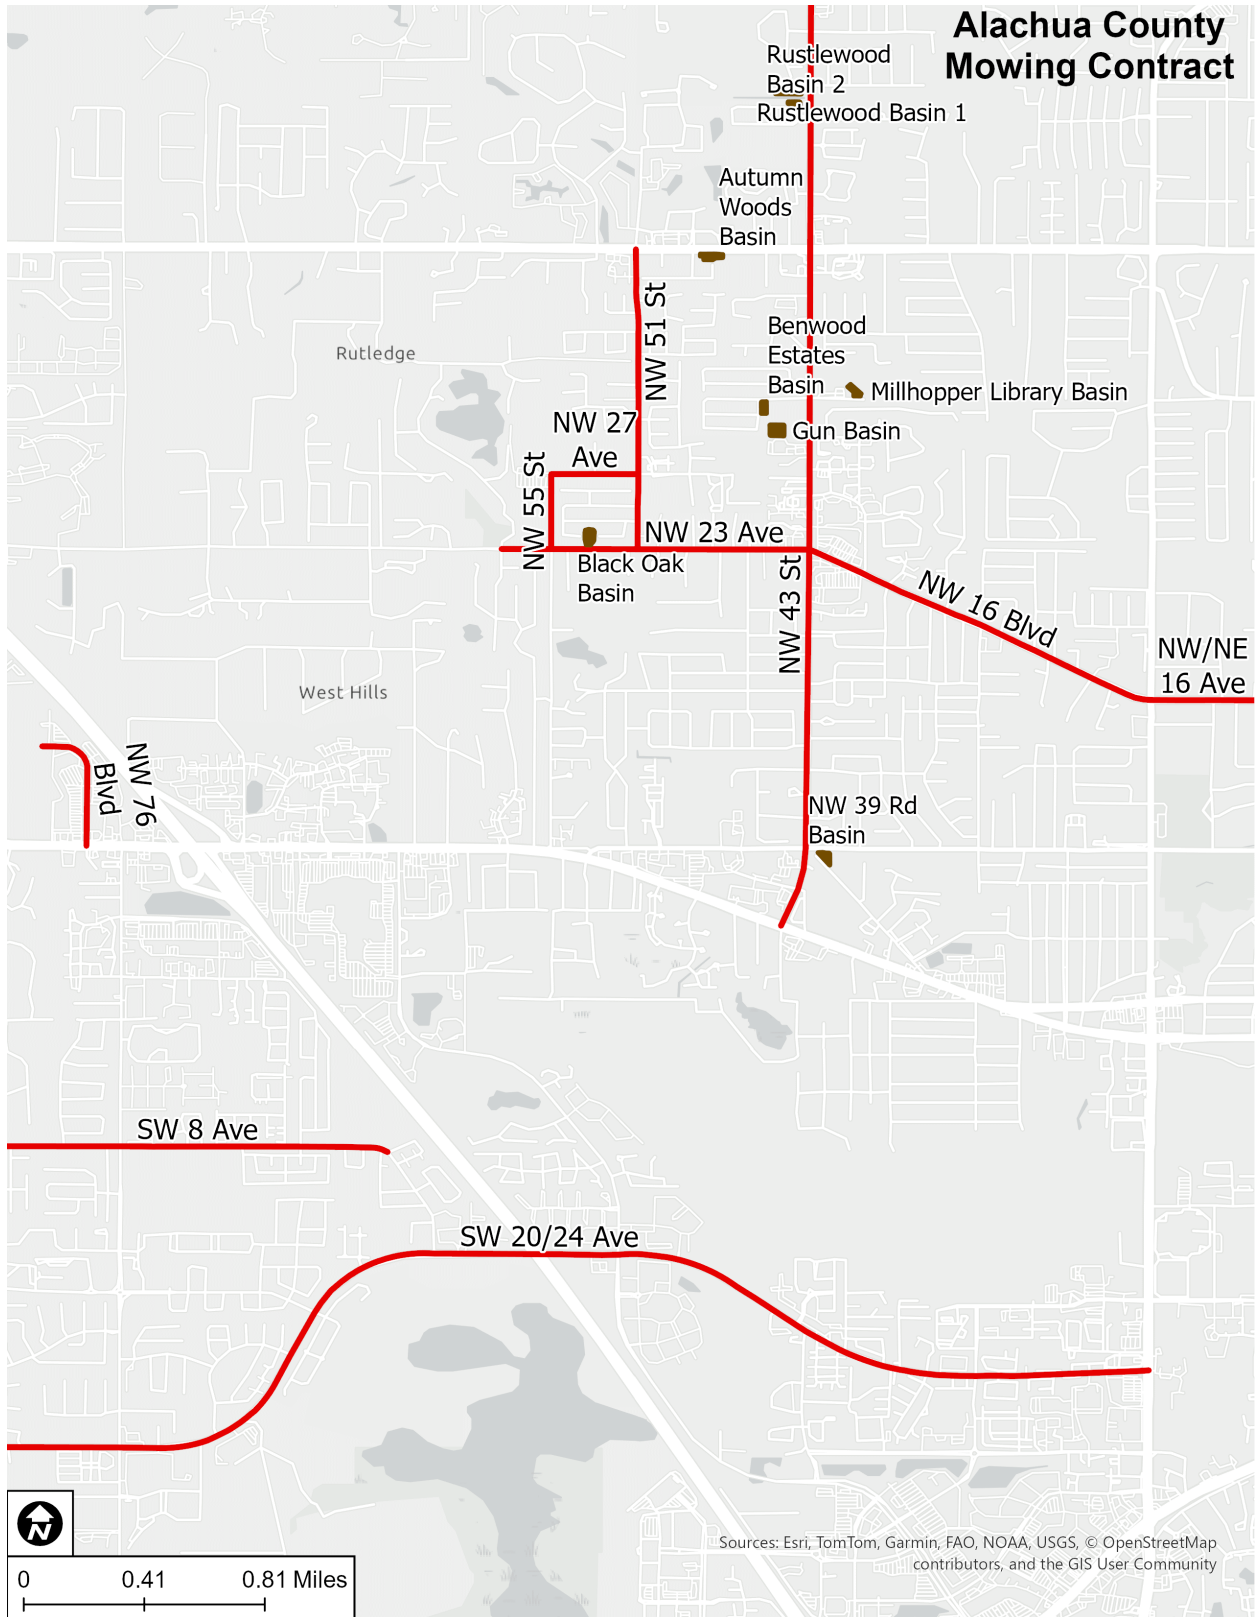 Alachua County
Mowing Contract
Rustlewood
Basin 2
Rustlewood Basin 1
Autumn
Woods
Basin
NW 51 St
Rutledge
Benwood
Estates
Basin
Millhopper Library Basin
Gun Basin
NW 27
Ave
NW 55 St
NW 23 Ave
Black Oak
Basin
NW 43 St
NW 16 Blvd
NW/NE
16 Ave
West Hills
NW 76
Blvd
NW 39 Rd
Basin
SW 8 Ave
SW 20/24 Ave
N
0 0.41 0.81 Miles
Sources: Esri, TomTom, Garmin, FAO, NOAA, USGS, © OpenStreetMap
contributors, and the GIS User Community